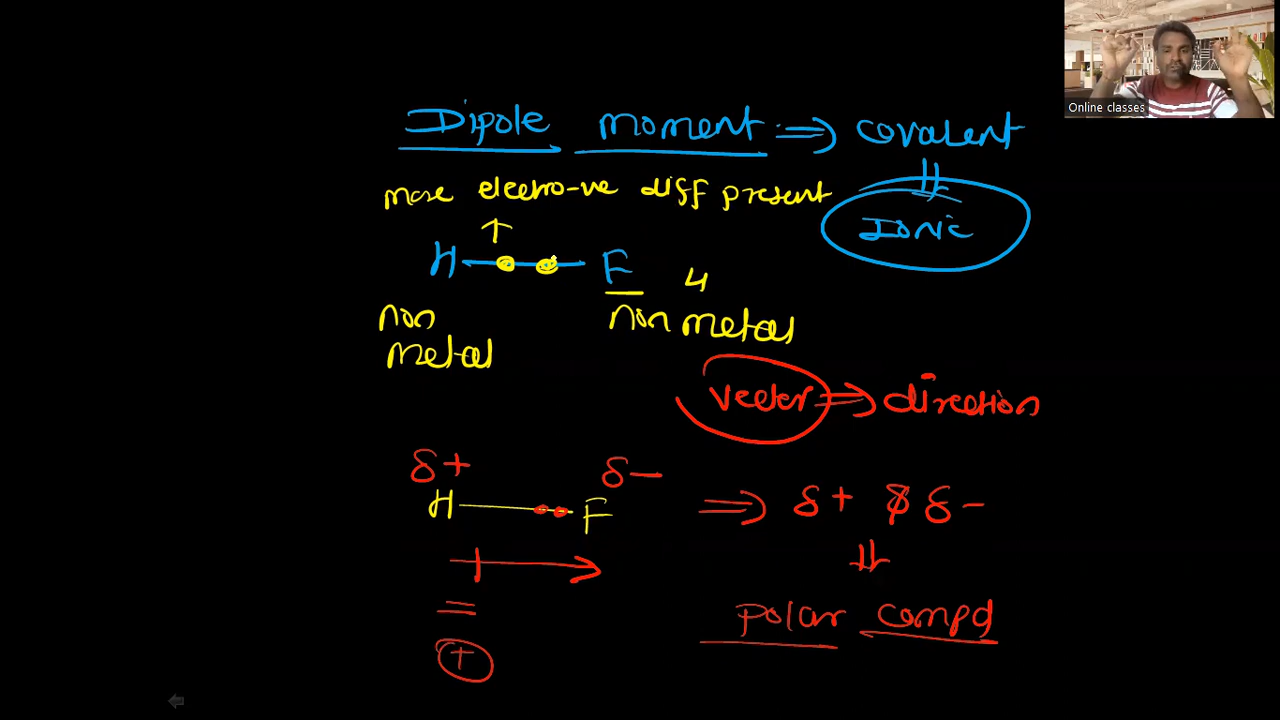 Online classes
Dipole moment ⇒ covalent
more electro-ve diff present
Ionic
H F 4
non metal
non metal
vector ⇒ direction
δ+ δ-
H F ⇒ δ+ δ-
=
+
polar compd